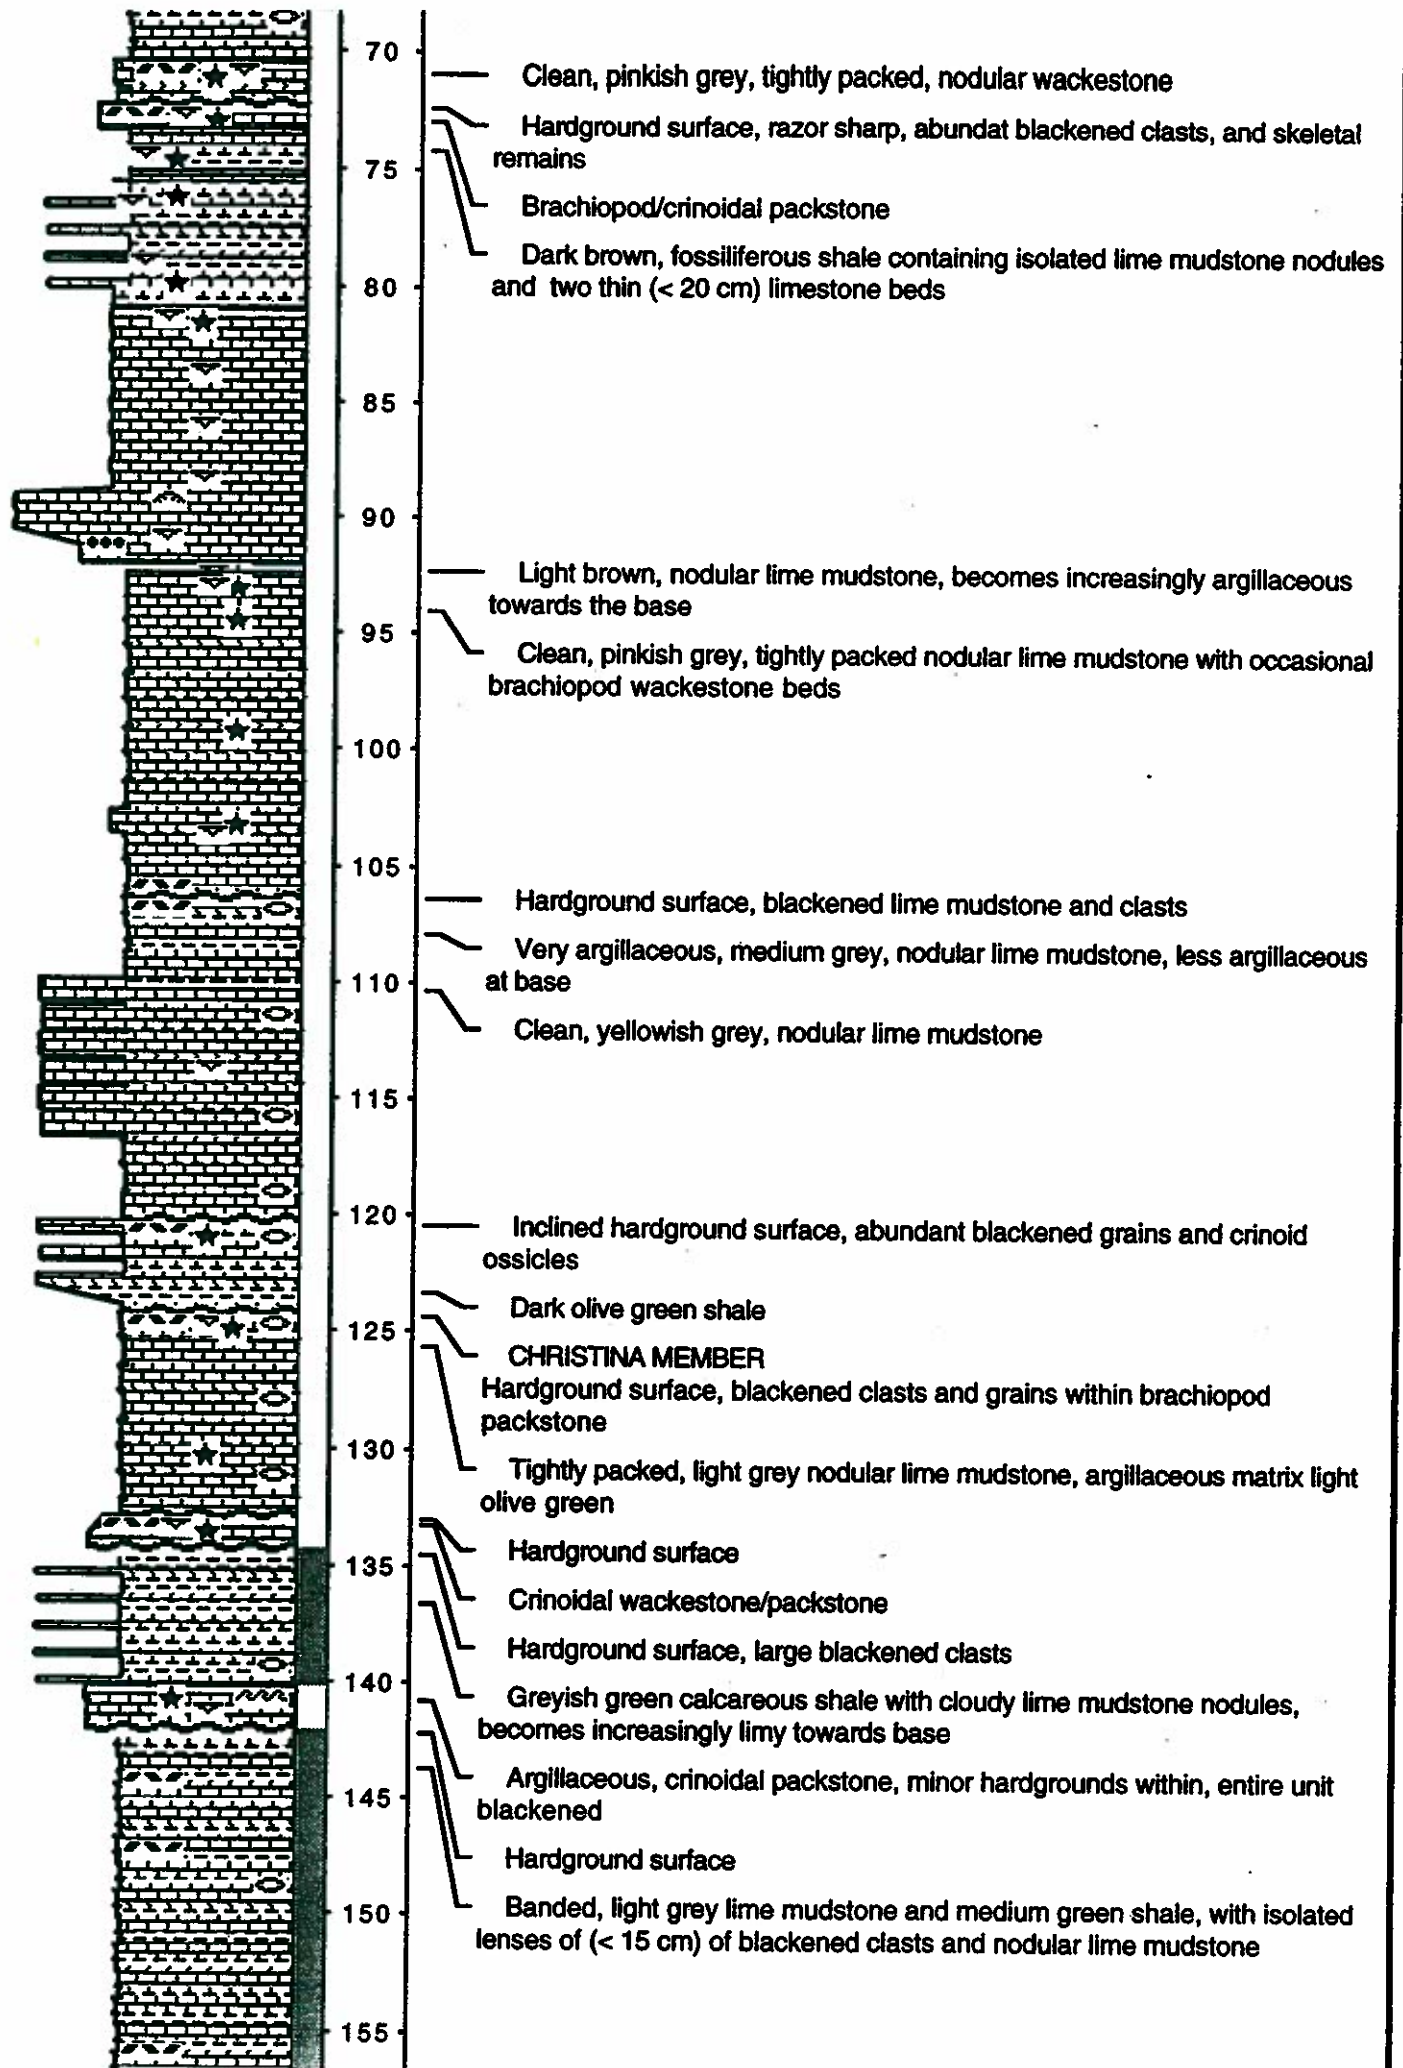 70
Clean, pinkish grey, tightly packed, nodular wackestone
Hardground surface, razor sharp, abundat blackened clasts, and skeletal
remains
75
Brachiopod/crinoidal packstone
Dark brown, fossiliferous shale containing isolated lime mudstone nodules
and two thin (< 20 cm) limestone beds
80
85
90
Light brown, nodular lime mudstone, becomes increasingly argillaceous
towards the base
95
Clean, pinkish grey, tightly packed nodular lime mudstone with occasional
brachiopod wackestone beds
100
105
Hardground surface, blackened lime mudstone and clasts
Very argillaceous, medium grey, nodular lime mudstone, less argillaceous
at base
110
Clean, yellowish grey, nodular lime mudstone
115
120
Inclined hardground surface, abundant blackened grains and crinoid
ossicles
Dark olive green shale
125
CHRISTINA MEMBER
Hardground surface, blackened clasts and grains within brachiopod
packstone
130
Tightly packed, light grey nodular lime mudstone, argillaceous matrix light
olive green
Hardground surface
135
Crinoidal wackestone/packstone
Hardground surface, large blackened clasts
140
Greyish green calcareous shale with cloudy lime mudstone nodules,
becomes increasingly limy towards base
Argillaceous, crinoidal packstone, minor hardgrounds within, entire unit
blackened
145
Hardground surface
Banded, light grey lime mudstone and medium green shale, with isolated
lenses of (< 15 cm) of blackened clasts and nodular lime mudstone
150
155